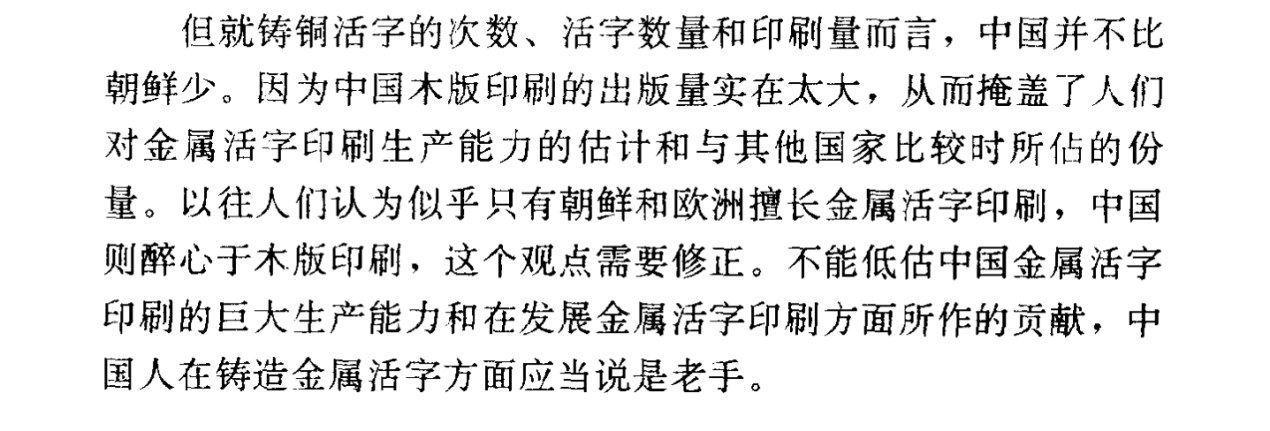 但就铸铜活字的次数、活字数量和印刷量而言，中国并不比
朝鲜少。因为中国木版印刷的出版量实在太大，从而掩盖了人们
对金属活字印刷生产能力的估计和与其他国家比较时所佔的份
量。以往人们认为似乎只有朝鲜和欧洲擅长金属活字印刷，中国
则醉心于木版印刷，这个观点需要修正。不能低估中国金属活字
印刷的巨大生产能力和在发展金属活字印刷方面所作的贡献，中
国人在铸造金属活字方面应当说是老手。